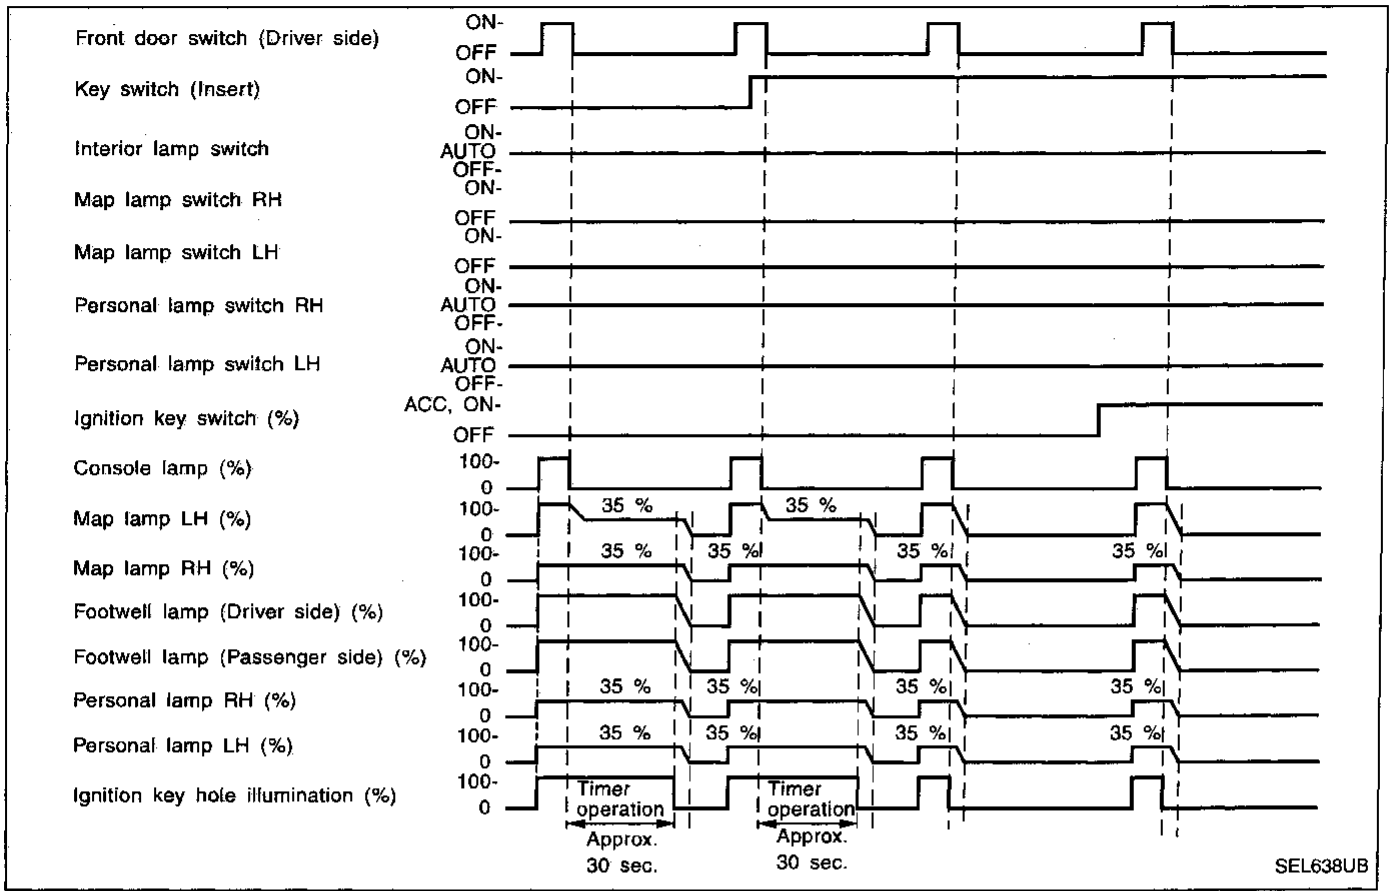 Front door switch (Driver side)
ON-
OFF
Key switch (Insert)
ON-
OFF
Interior lamp switch
ON-
AUTO
OFF-
Map lamp switch RH
ON-
OFF
Map lamp switch LH
ON-
OFF
Personal lamp switch RH
ON-
AUTO
OFF-
Personal lamp switch LH
ON-
AUTO
OFF-
Ignition key switch (%)
ACC, ON-
OFF
Console lamp (%)
100-
0
Map lamp LH (%)
100-
0
35 % 35 %
Map lamp RH (%)
100-
0
35 % 35 % 35 % 35 %
Footwell lamp (Driver side) (%)
100-
0
Footwell lamp (Passenger side) (%)
100-
0
Personal lamp RH (%)
100-
0
35 % 35 % 35 % 35 %
Personal lamp LH (%)
100-
0
35 % 35 % 35 % 35 %
Ignition key hole illumination (%)
100-
0
Timer
operation
Approx.
30 sec.
Timer
operation
Approx.
30 sec.
SEL638UB